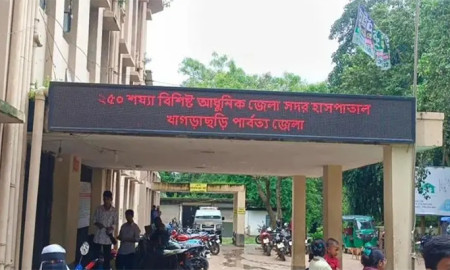 ২৫০ শয্যা বিশিষ্ট আধুনিক জেলা সদর হাসপাতাল
খাগড়াছড়ি পার্বত্য জেলা